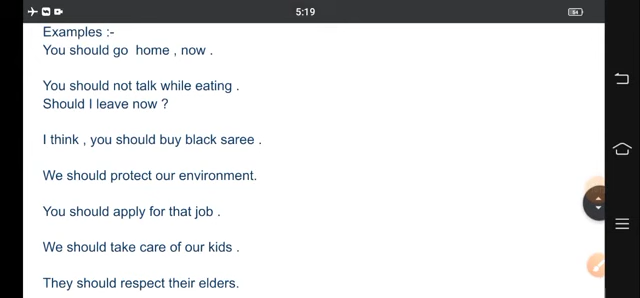 5:19
84
Examples :-
You should go  home , now .
You should not talk while eating .
Should I leave now ?
I think , you should buy black saree .
We should protect our environment.
You should apply for that job .
We should take care of our kids .
They should respect their elders.